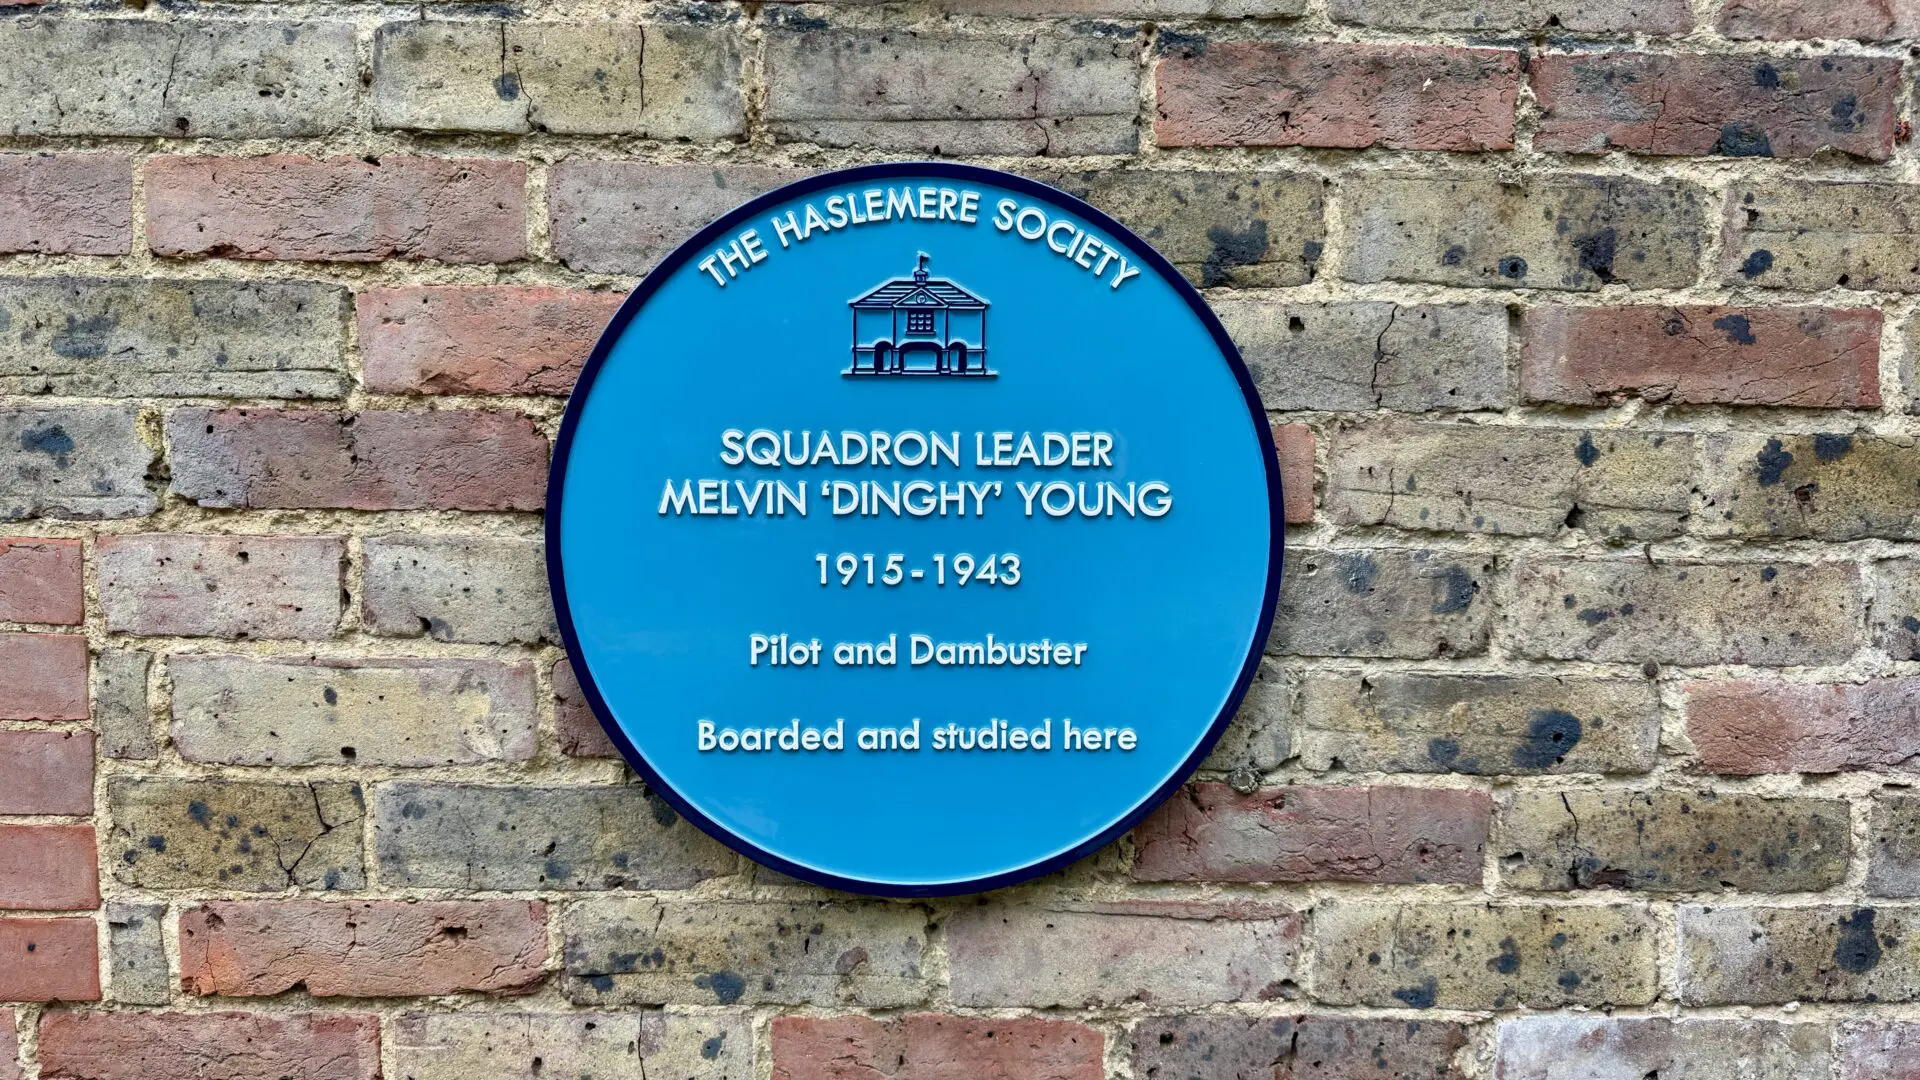 THE HASLEMERE SOCIETY
SQUADRON LEADER
MELVIN ‘DINGHY’ YOUNG
1915-1943
Pilot and Dambuster
Boarded and studied here